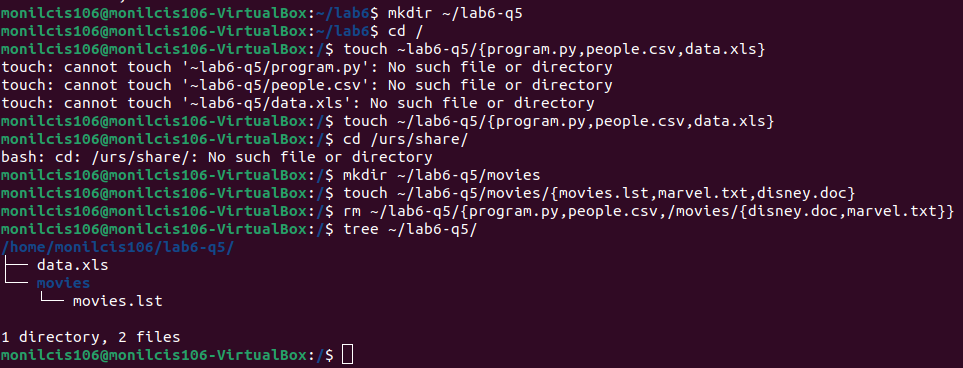 monilcis106@monilcis106-VirtualBox:~/lab6$ mkdir ~/lab6-q5
monilcis106@monilcis106-VirtualBox:~/lab6$ cd /
monilcis106@monilcis106-VirtualBox:/$ touch ~lab6-q5/{program.py,people.csv,data.xls}
touch: cannot touch '~lab6-q5/program.py': No such file or directory
touch: cannot touch '~lab6-q5/people.csv': No such file or directory
touch: cannot touch '~lab6-q5/data.xls': No such file or directory
monilcis106@monilcis106-VirtualBox:/$ touch ~/lab6-q5/{program.py,people.csv,data.xls}
monilcis106@monilcis106-VirtualBox:/$ cd /urs/share/
bash: cd: /urs/share/: No such file or directory
monilcis106@monilcis106-VirtualBox:/$ mkdir ~/lab6-q5/movies
monilcis106@monilcis106-VirtualBox:/$ touch ~/lab6-q5/movies/{movies.lst,marvel.txt,disney.doc}
monilcis106@monilcis106-VirtualBox:/$ rm ~/lab6-q5/{program.py,people.csv,/movies/{disney.doc,marvel.txt}}
monilcis106@monilcis106-VirtualBox:/$ tree ~/lab6-q5/
/home/monilcis106/lab6-q5/
├── data.xls
└── movies
    └── movies.lst

1 directory, 2 files
monilcis106@monilcis106-VirtualBox:/$